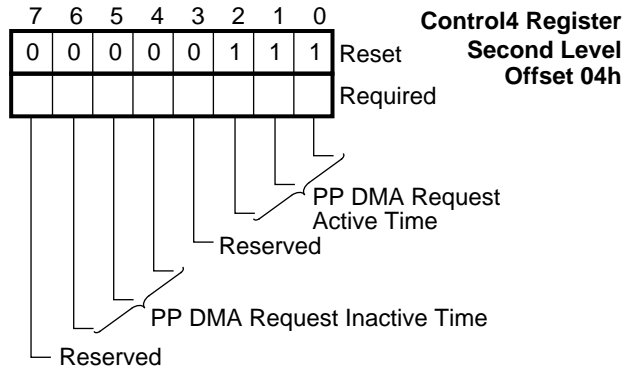 7 6 5 4 3 2 1 0
Control4 Register
Second Level
Offset 04h
0 0 0 0 0 1 1 1 Reset
Required
PP DMA Request
Active Time
Reserved
PP DMA Request Inactive Time
Reserved